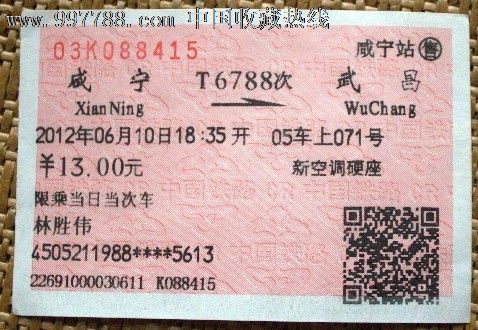 www.997788.com 中国收藏热线
03K088415 咸宁站 售
咸宁 T6788次 武昌
XianNing WuChang
2012年06月10日18:35开 05车上071号
¥13.00元 新空调硬座
限乘当日当次车
林胜伟
4505211988****5613
22691000030611 K088415